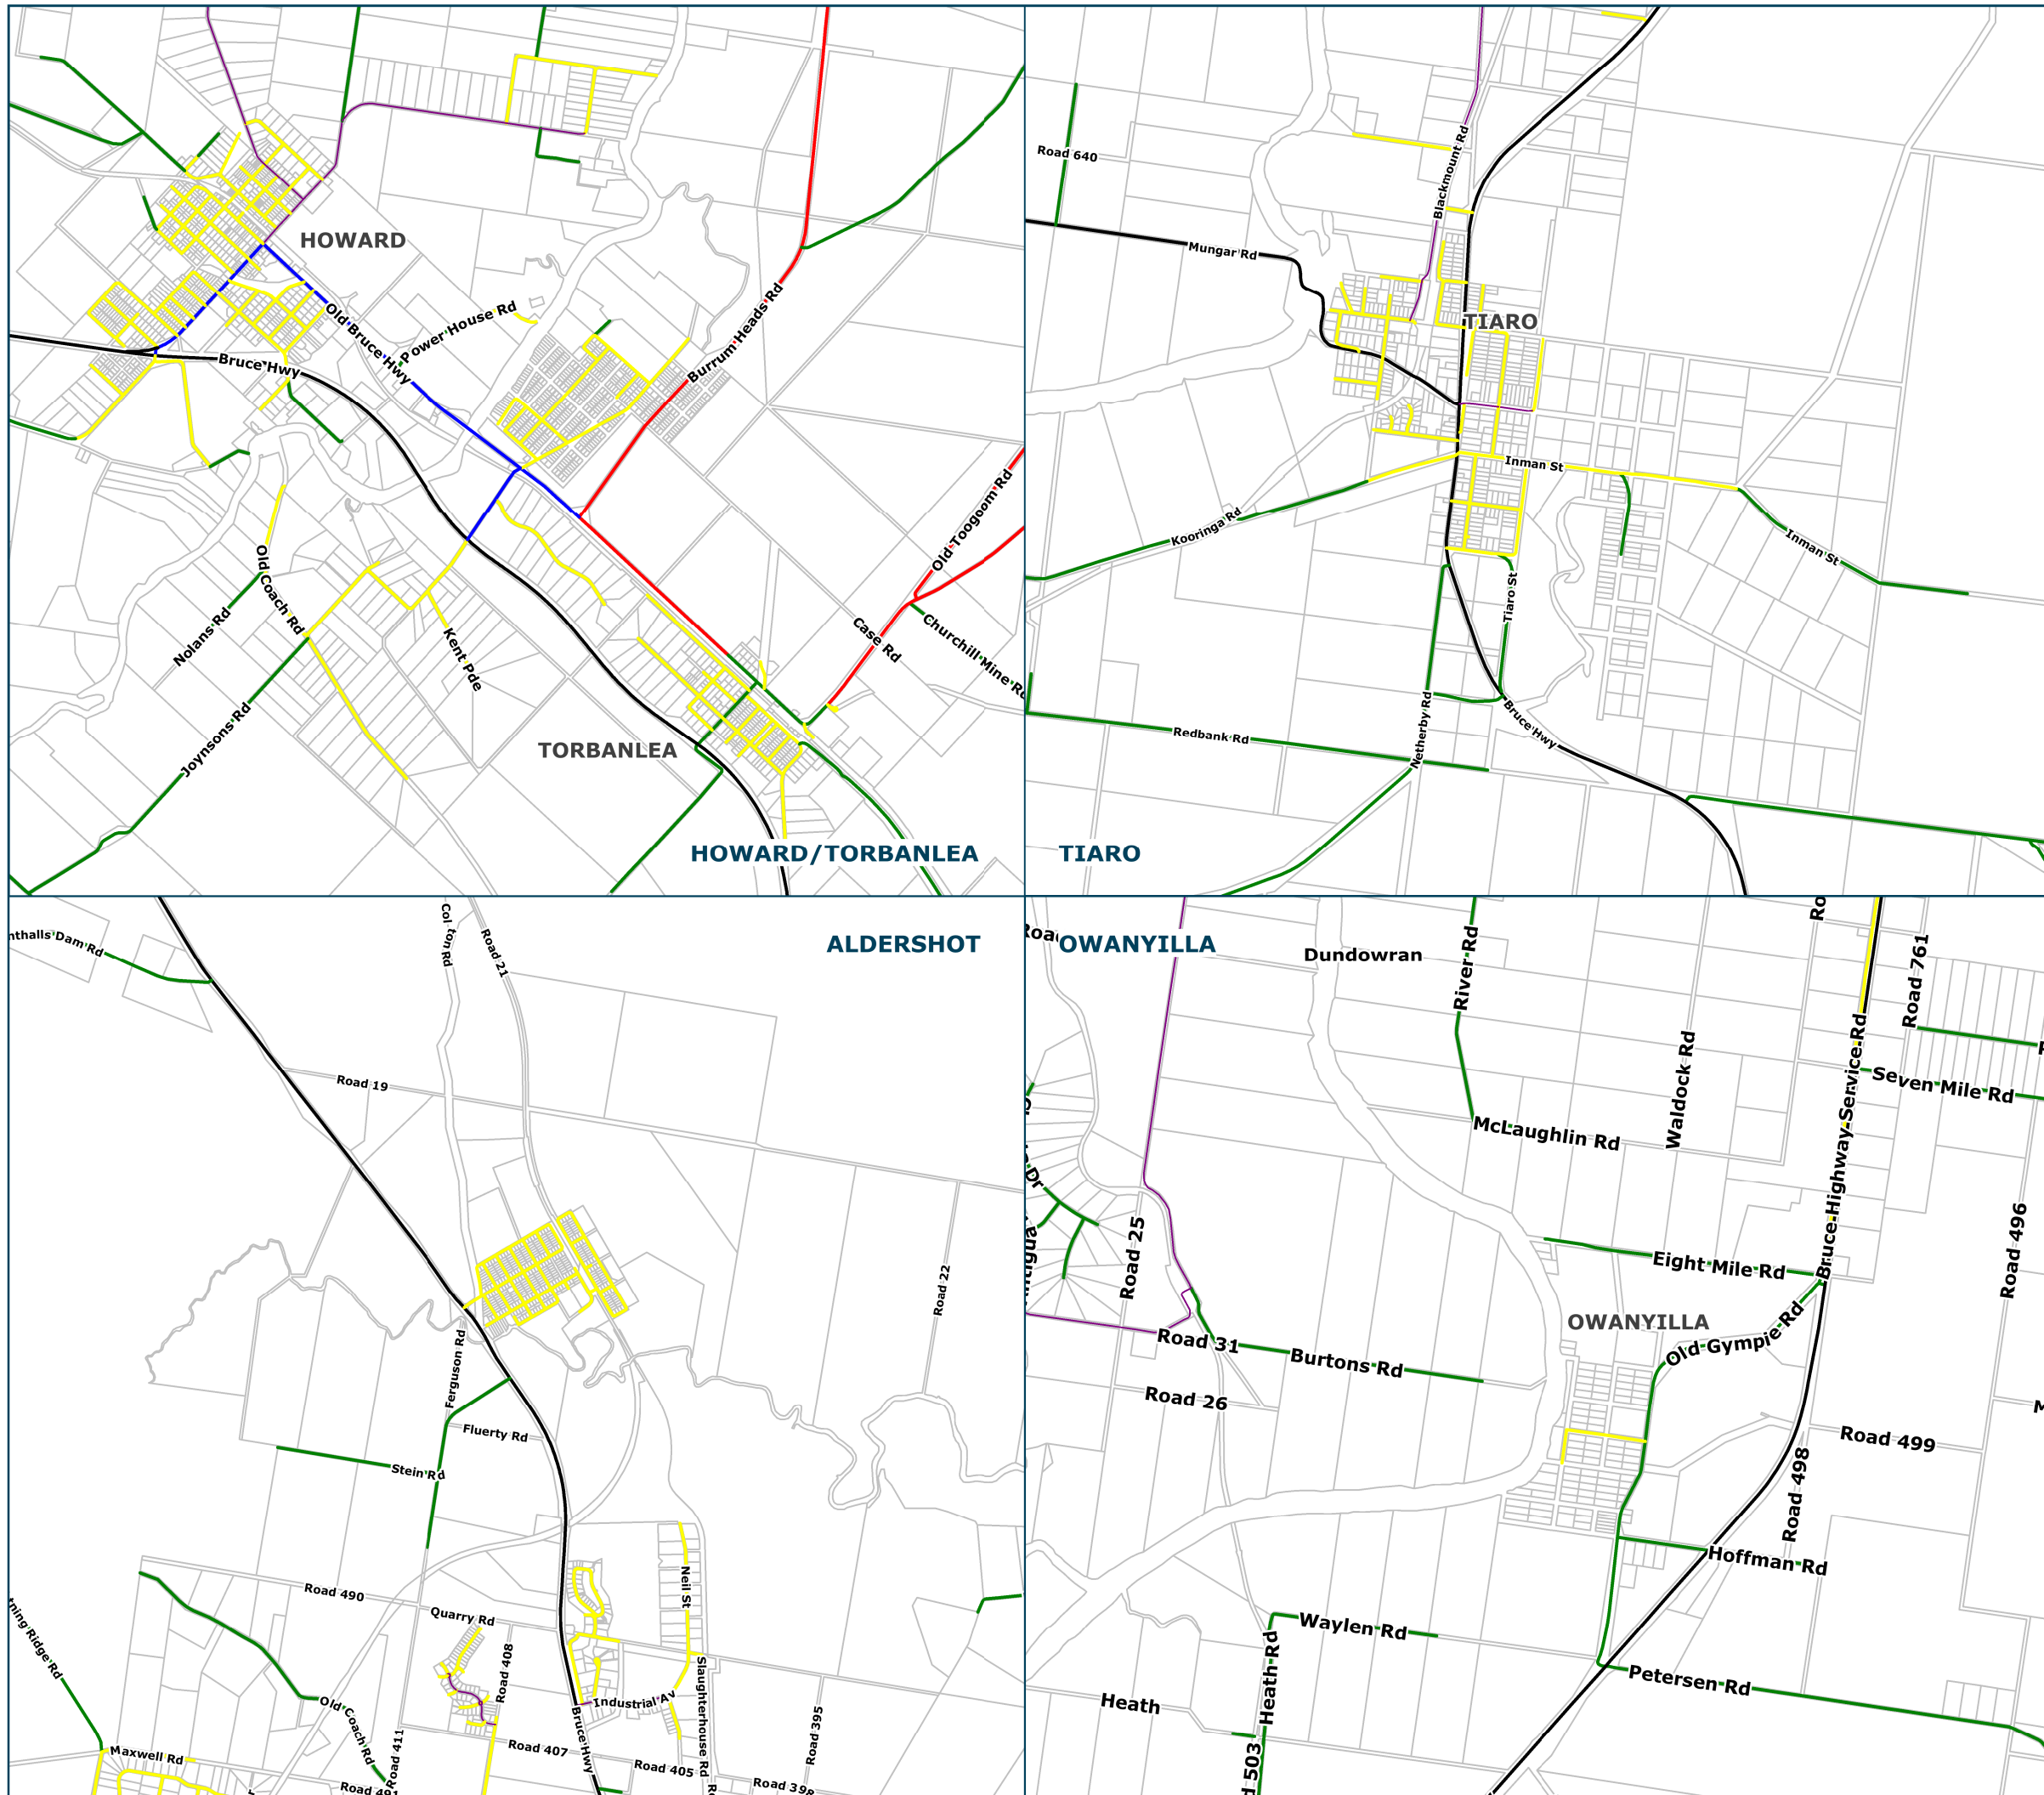 HOWARD
Power House Rd
Old Bruce Hwy
Bruce Hwy
Burrum Heads Rd
Old Toogoom Rd
Old Coach Rd
Nolans Rd
Kent Pde
Case Rd
Churchill Mine Rd
Joynsons Rd
TORBANLEA
HOWARD/TORBANLEA
Road 640
Blackmount Rd
Mungar Rd
TIARO
Inman St
Kooringa Rd
Inman St
Tiaro St
Netherby Rd
Bruce Hwy
Redbank Rd
TIARO
nthalls Dam Rd
Road 21
ALDERSHOT
Road 19
Road 22
Ferguson Rd
Fluerty Rd
Stein Rd
Road 490
Quarry Rd
Neil St
Road 408
Industrial Av
Slaughterhouse Rd
Old Coach Rd
Road 411
Bruce Hwy
Road 407
Road 405
Road 395
Road 398
Maxwell Rd
Road 491
rning Ridge Rd
OWANYILLA
Dundowran
River Rd
Road 761
Waldock Rd
Bruce Highway Service Rd
Seven Mile Rd
McLaughlin Rd
Road 25
Eight Mile Rd
Road 496
OWANYILLA
Old Gympie Rd
Road 31
Burtons Rd
Road 26
Road 499
Road 498
Hoffman Rd
Waylen Rd
Heath Rd
Petersen Rd
Heath
d 503